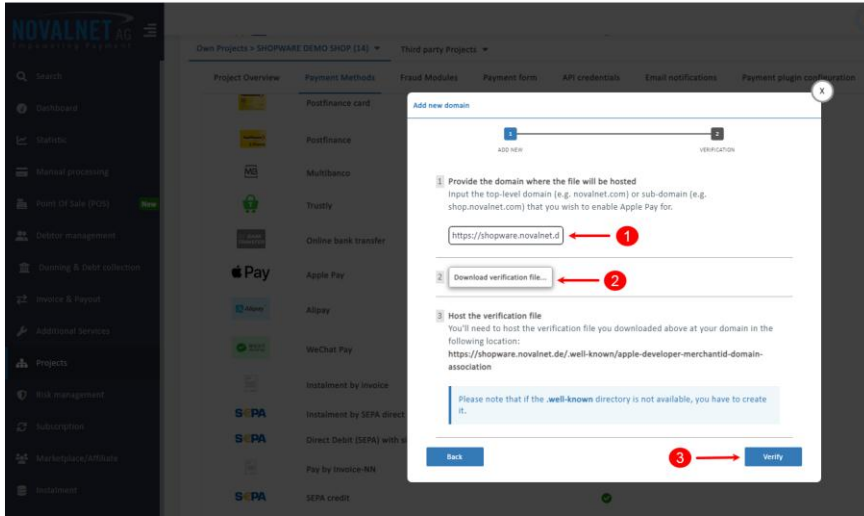 NOVALNET AG
Empowering Payment
Search
Dashboard
Statistic
Manual processing
Point Of Sale (POS) New
Debtor management
Dunning & Debt collection
Invoice & Payout
Additional Services
Projects
Risk management
Subscription
Marketplace/Affiliate
Instalment
Own Projects > SHOPWARE DEMO SHOP (14)
Third party Projects
Project Overview
Payment Methods
Fraud Modules
Payment form
API credentials
Email notifications
Payment plugin configuration
Postfinance card
Postfinance
MB
Multibanco
Trustly
Online bank transfer
Pay
Apple Pay
Alipay
Alipay
WeChat Pay
Instalment by invoice
SEPA
Instalment by SEPA direct
SEPA
Direct Debit (SEPA) with
Pay by Invoice-NN
SEPA
SEPA credit
X
Add new domain
1
ADD NEW
2
VERIFICATION
1 Provide the domain where the file will be hosted
Input the top-level domain (e.g. novalnet.com) or sub-domain (e.g.
shop.novalnet.com) that you wish to enable Apple Pay for.
https://shopware.novalnet.d
1
2 Download verification file...
2
3 Host the verification file
You'll need to host the verification file you downloaded above at your domain in the
following location:
https://shopware.novalnet.de/.well-known/apple-developer-merchantid-domain-
association
Please note that if the .well-known directory is not available, you have to create
it.
Back
3
Verify